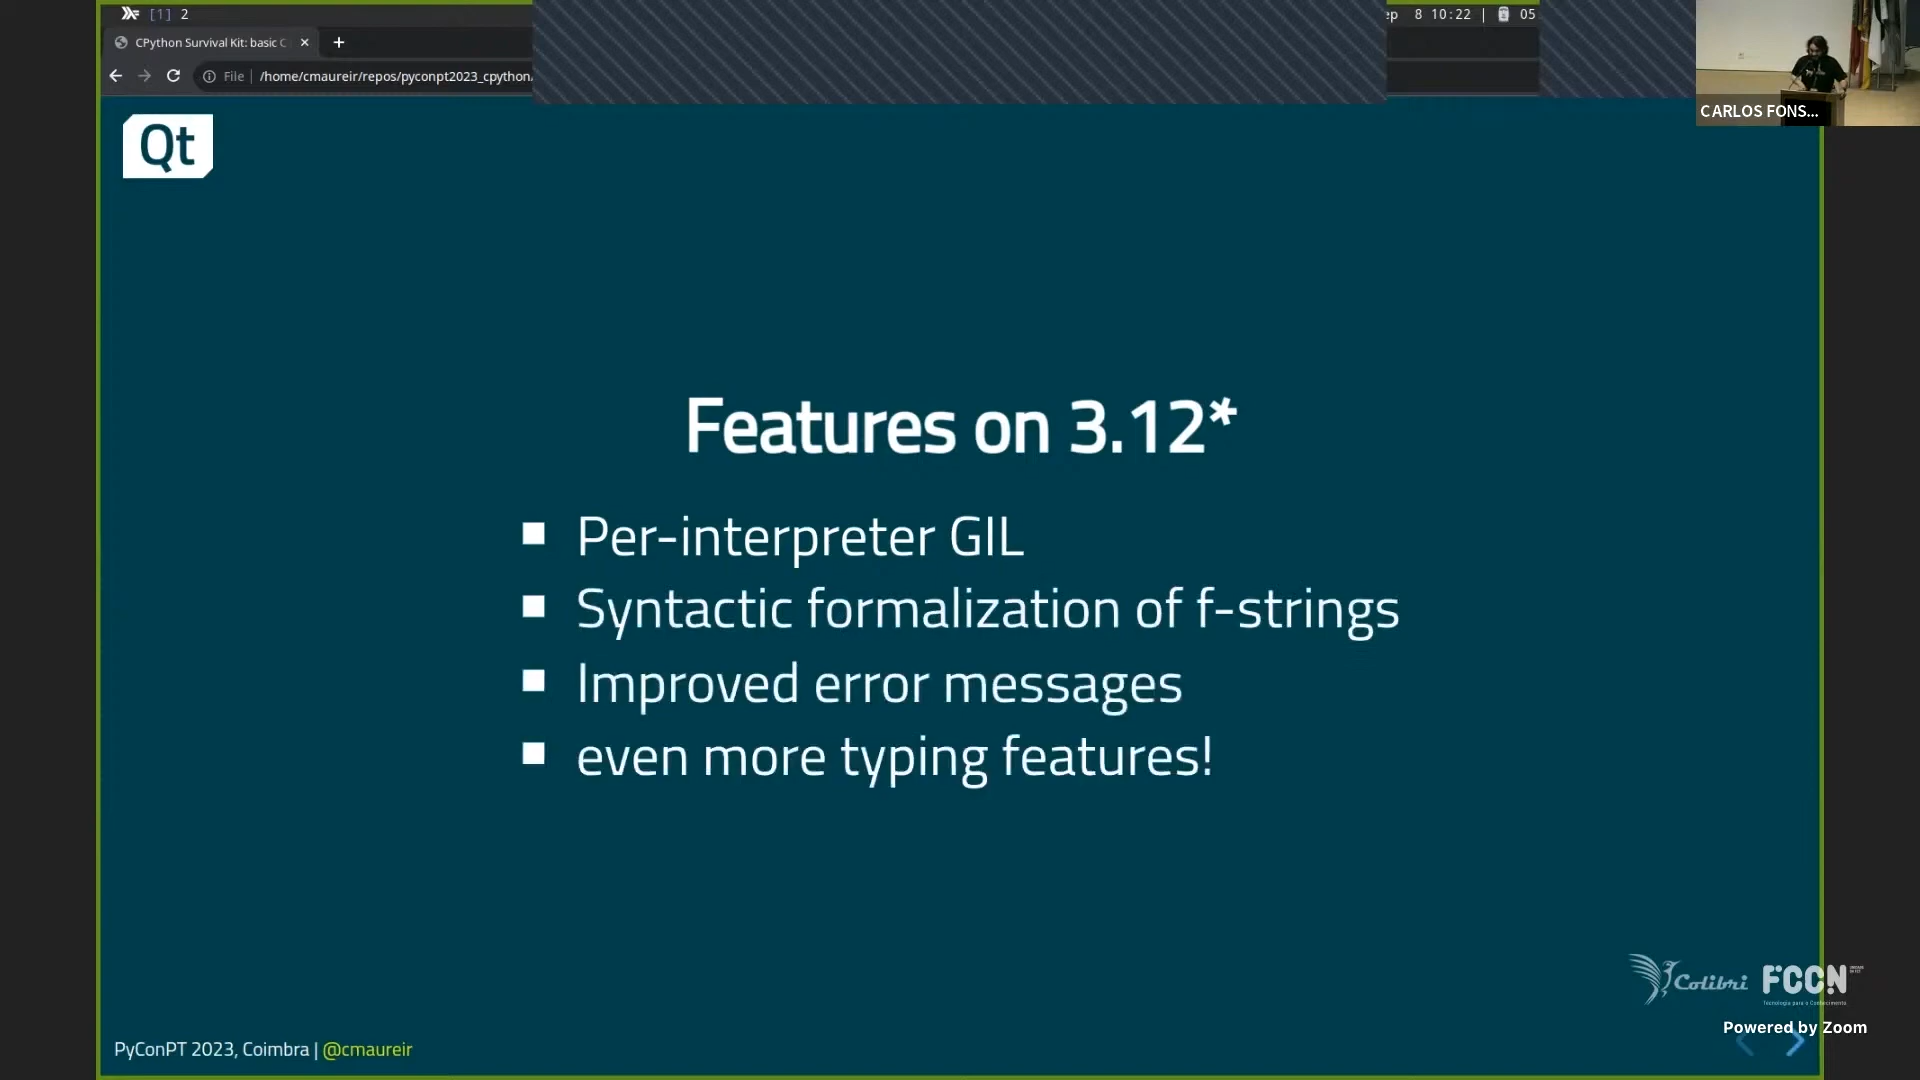 [1] 2
ep 8 10:22 | 05
CPython Survival Kit: basic C
File | /home/cmaureir/repos/pyconpt2023_cpython
CARLOS FONS...
Qt
Features on 3.12*
Per-interpreter GIL
Syntactic formalization of f-strings
Improved error messages
even more typing features!
Colibri FCCN
Powered by Zoom
PyConPT 2023, Coimbra | @cmaureir